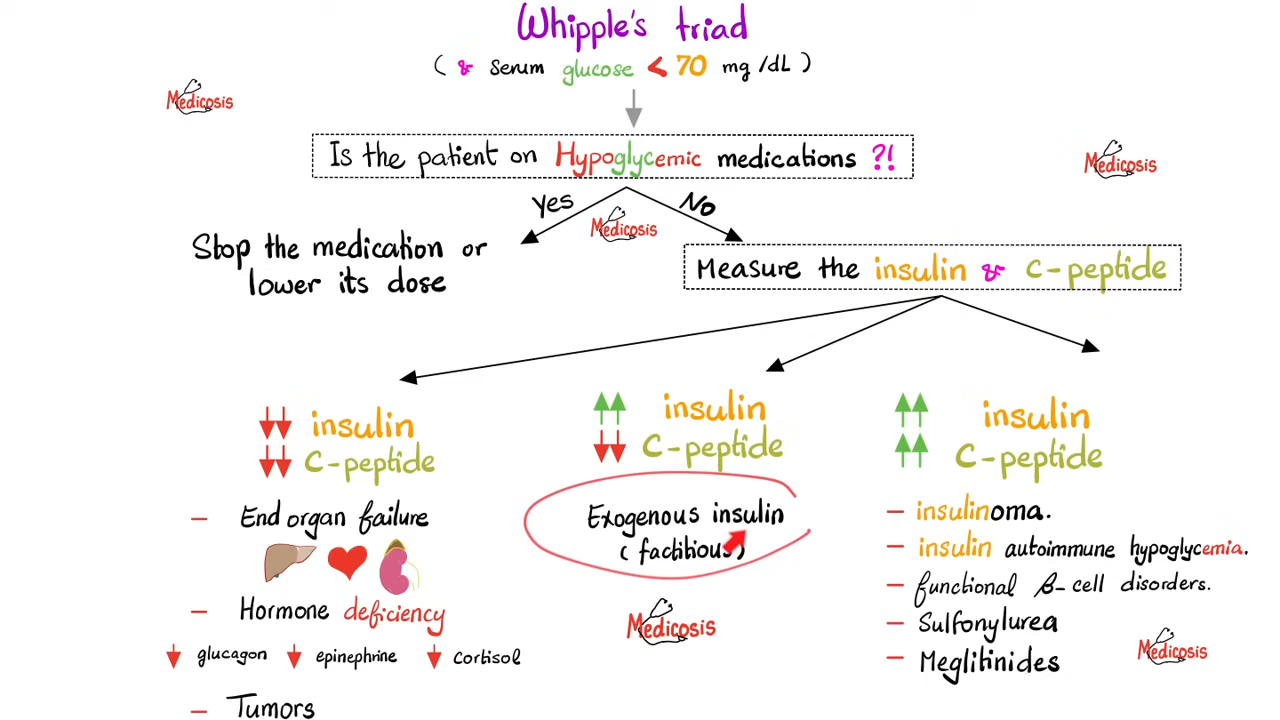 Whipple's triad
( & Serum glucose < 70 mg/dL )
Medicosis
Is the patient on Hypoglycemic medications ?!
Medicosis
Yes
No
Medicosis
Stop the medication or
lower its dose
Measure the insulin & C-peptide
↓↓ insulin
↓↓ C-peptide
- End organ failure
- Hormone deficiency
↓ glucagon ↓ epinephrine ↓ Cortisol
- Tumors
↑↑ insulin
↓↓ C-peptide
Exogenous insulin
( factitious )
Medicosis
↑↑ insulin
↑↑ C-peptide
- insulinoma.
- insulin autoimmune hypoglycemia.
- functional β-cell disorders.
- Sulfonylurea
- Meglitinides
Medicosis